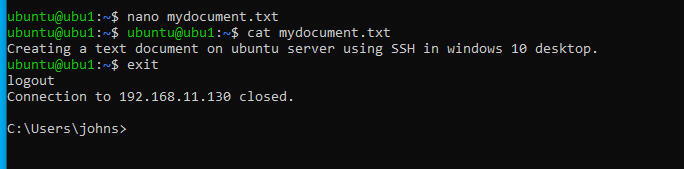 ubuntu@ubu1:~$ nano mydocument.txt
ubuntu@ubu1:~$ ubuntu@ubu1:~$ cat mydocument.txt
Creating a text document on ubuntu server using SSH in windows 10 desktop.
ubuntu@ubu1:~$ exit
logout
Connection to 192.168.11.130 closed.
C:\Users\johns>